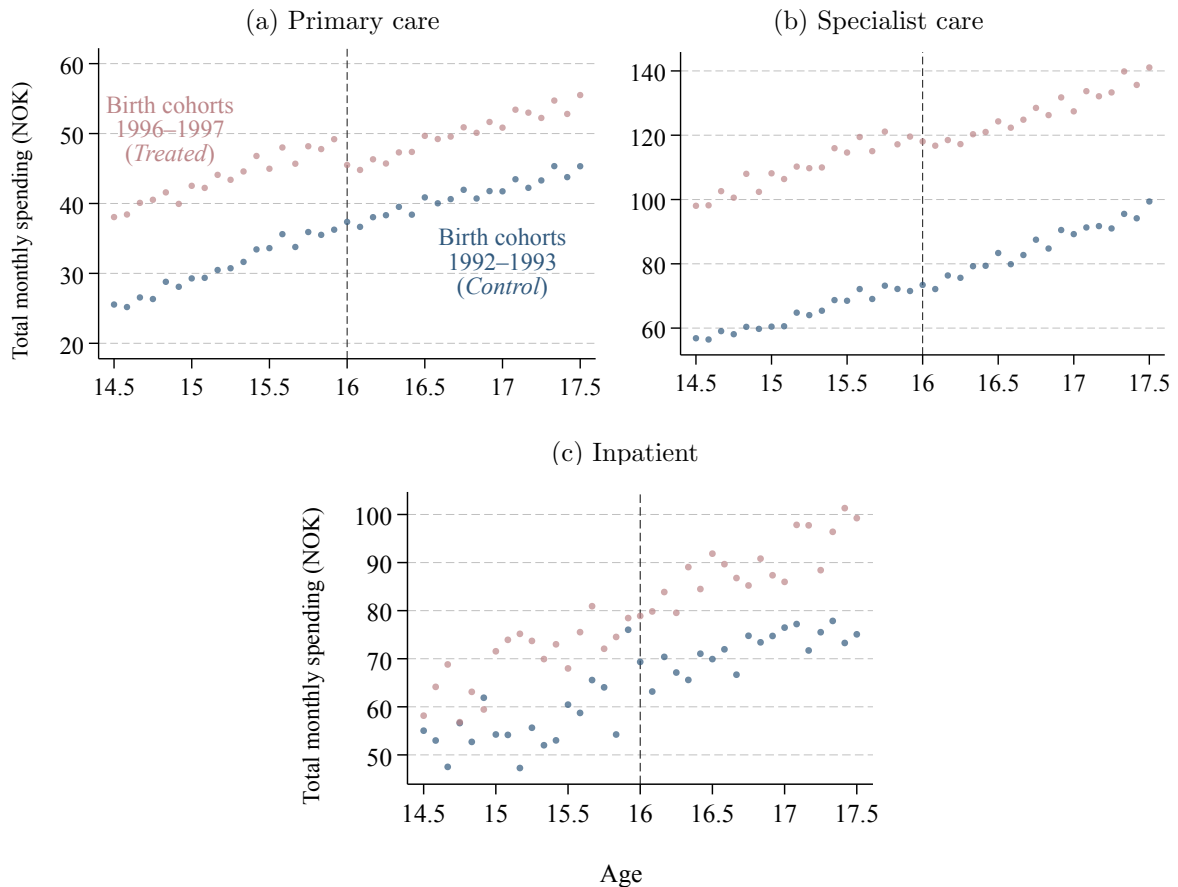 (a) Primary care
(b) Specialist care
Total monthly spending (NOK)
60
50
40
30
20
Birth cohorts
1996–1997
(Treated)
Birth cohorts
1992–1993
(Control)
14.5 15 15.5 16 16.5 17 17.5
140
120
100
80
60
14.5 15 15.5 16 16.5 17 17.5
(c) Inpatient
Total monthly spending (NOK)
100
90
80
70
60
50
14.5 15 15.5 16 16.5 17 17.5
Age